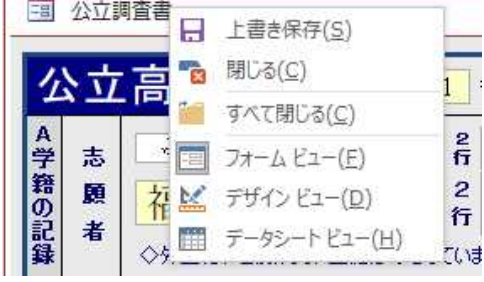 公立調査書
上書き保存(S)
閉じる(C)
すべて閉じる(C)
フォーム ビュー(F)
デザイン ビュー(D)
データシート ビュー(H)
公立高
1
A学籍の記録
志願者
福
2行
2行